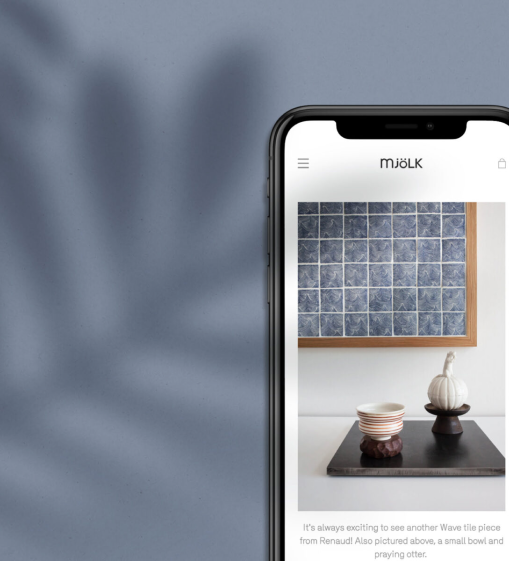 mjöLK
It's always exciting to see another Wave tile piece
from Renaud! Also pictured above, a small bowl and
praying otter.